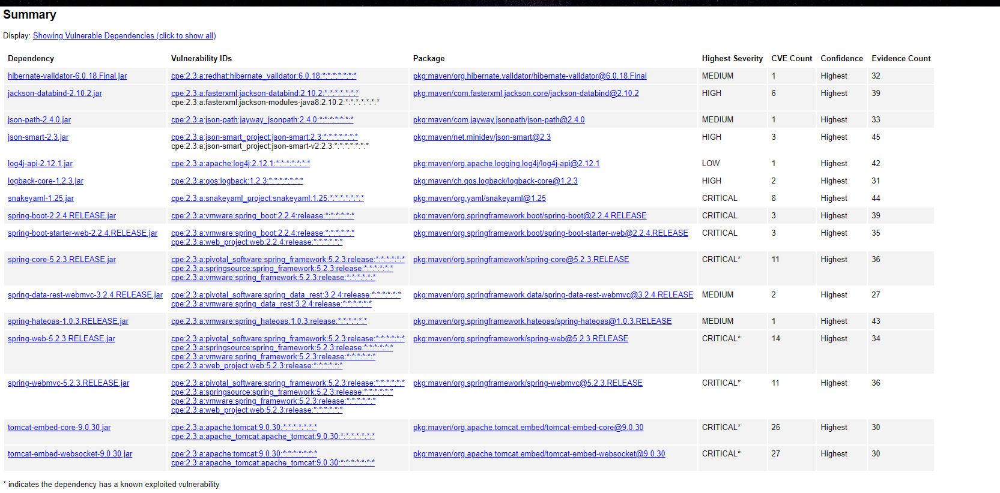 Summary
Display: Showing Vulnerable Dependencies (click to show all)
Dependency Vulnerability IDs Package Highest Severity CVE Count Confidence Evidence Count
hibernate-validator-6.0.18.Final.jar cpe:2.3:a:redhat:hibernate_validator:6.0.18:*:*:*:*:*:*:* pkg:maven/org.hibernate.validator/hibernate-validator@6.0.18.Final MEDIUM 1 Highest 32
jackson-databind-2.10.2.jar cpe:2.3:a:fasterxml:jackson-databind:2.10.2:*:*:*:*:*:*:* pkg:maven/com.fasterxml.jackson.core/jackson-databind@2.10.2 HIGH 6 Highest 39
cpe:2.3:a:fasterxml:jackson-modules-java8:2.10.2:*:*:*:*:*:*:*
json-path-2.4.0.jar cpe:2.3:a:json-path:jayway_jsonpath:2.4.0:*:*:*:*:*:*:* pkg:maven/com.jayway.jsonpath/json-path@2.4.0 MEDIUM 1 Highest 33
json-smart-2.3.jar cpe:2.3:a:json-smart_project:json-smart:2.3:*:*:*:*:*:*:* pkg:maven/net.minidev/json-smart@2.3 HIGH 3 Highest 45
cpe:2.3:a:json-smart_project:json-smart-v2:2.3:*:*:*:*:*:*:*
log4j-api-2.12.1.jar cpe:2.3:a:apache:log4j:2.12.1:*:*:*:*:*:*:* pkg:maven/org.apache.logging.log4j/log4j-api@2.12.1 LOW 1 Highest 42
logback-core-1.2.3.jar cpe:2.3:a:qos:logback:1.2.3:*:*:*:*:*:*:* pkg:maven/ch.qos.logback/logback-core@1.2.3 HIGH 2 Highest 31
snakeyaml-1.25.jar cpe:2.3:a:snakeyaml_project:snakeyaml:1.25:*:*:*:*:*:*:* pkg:maven/org.yaml/snakeyaml@1.25 CRITICAL 8 Highest 44
spring-boot-2.2.4.RELEASE.jar cpe:2.3:a:vmware:spring_boot:2.2.4:release:*:*:*:*:*:* pkg:maven/org.springframework.boot/spring-boot@2.2.4.RELEASE CRITICAL 3 Highest 39
spring-boot-starter-web-2.2.4.RELEASE.jar cpe:2.3:a:vmware:spring_boot:2.2.4:release:*:*:*:*:*:* pkg:maven/org.springframework.boot/spring-boot-starter-web@2.2.4.RELEASE CRITICAL 3 Highest 35
cpe:2.3:a:web_project:web:2.2.4:release:*:*:*:*:*:*
spring-core-5.2.3.RELEASE.jar cpe:2.3:a:pivotal_software:spring_framework:5.2.3:release:*:*:*:*:*:* pkg:maven/org.springframework/spring-core@5.2.3.RELEASE CRITICAL* 11 Highest 36
cpe:2.3:a:springsource:spring_framework:5.2.3:release:*:*:*:*:*:*
cpe:2.3:a:vmware:spring_framework:5.2.3:release:*:*:*:*:*:*
spring-data-rest-webmvc-3.2.4.RELEASE.jar cpe:2.3:a:pivotal_software:spring_data_rest:3.2.4:release:*:*:*:*:*:* pkg:maven/org.springframework.data/spring-data-rest-webmvc@3.2.4.RELEASE MEDIUM 2 Highest 27
cpe:2.3:a:vmware:spring_data_rest:3.2.4:release:*:*:*:*:*:*
spring-hateoas-1.0.3.RELEASE.jar cpe:2.3:a:vmware:spring_hateoas:1.0.3:release:*:*:*:*:*:* pkg:maven/org.springframework.hateoas/spring-hateoas@1.0.3.RELEASE MEDIUM 1 Highest 43
spring-web-5.2.3.RELEASE.jar cpe:2.3:a:pivotal_software:spring_framework:5.2.3:release:*:*:*:*:*:* pkg:maven/org.springframework/spring-web@5.2.3.RELEASE CRITICAL* 14 Highest 34
cpe:2.3:a:springsource:spring_framework:5.2.3:release:*:*:*:*:*:*
cpe:2.3:a:vmware:spring_framework:5.2.3:release:*:*:*:*:*:*
cpe:2.3:a:web_project:web:5.2.3:release:*:*:*:*:*:*
spring-webmvc-5.2.3.RELEASE.jar cpe:2.3:a:pivotal_software:spring_framework:5.2.3:release:*:*:*:*:*:* pkg:maven/org.springframework/spring-webmvc@5.2.3.RELEASE CRITICAL* 11 Highest 36
cpe:2.3:a:springsource:spring_framework:5.2.3:release:*:*:*:*:*:*
cpe:2.3:a:vmware:spring_framework:5.2.3:release:*:*:*:*:*:*
cpe:2.3:a:web_project:web:5.2.3:release:*:*:*:*:*:*
tomcat-embed-core-9.0.30.jar cpe:2.3:a:apache:tomcat:9.0.30:*:*:*:*:*:*:* pkg:maven/org.apache.tomcat.embed/tomcat-embed-core@9.0.30 CRITICAL* 26 Highest 30
cpe:2.3:a:apache_tomcat:apache_tomcat:9.0.30:*:*:*:*:*:*:*
tomcat-embed-websocket-9.0.30.jar cpe:2.3:a:apache:tomcat:9.0.30:*:*:*:*:*:*:* pkg:maven/org.apache.tomcat.embed/tomcat-embed-websocket@9.0.30 CRITICAL* 27 Highest 30
cpe:2.3:a:apache_tomcat:apache_tomcat:9.0.30:*:*:*:*:*:*:*
* indicates the dependency has a known exploited vulnerability